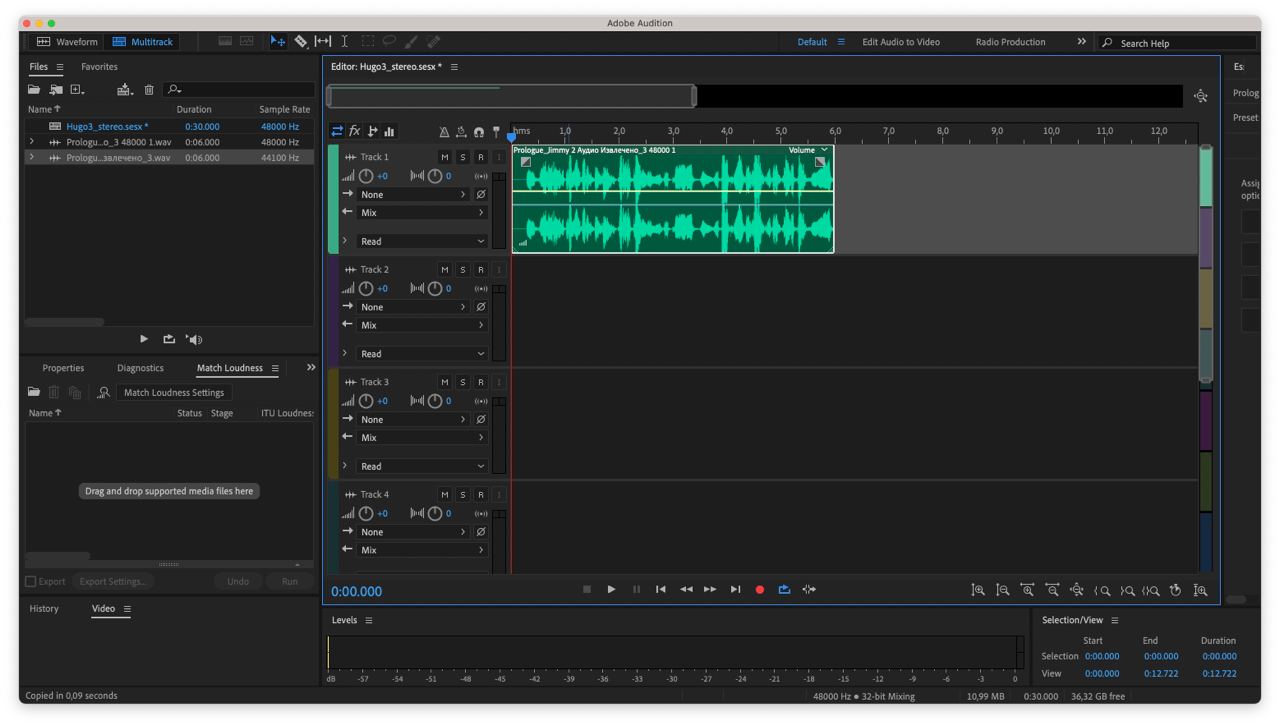 Adobe Audition
Waveform Multitrack Default Edit Audio to Video Radio Production Search Help
Files Favorites
Name Duration Sample Rate
Hugo3_stereo.sesx * 0:30.000 48000 Hz
Prologu...o_3 48000 1.wav 0:06.000 48000 Hz
Prologu...звлечено_3.wav 0:06.000 44100 Hz
Properties Diagnostics Match Loudness
Match Loudness Settings
Name Status Stage ITU Loudnes:
Drag and drop supported media files here
Export Export Settings... Undo Run
History Video
Copied in 0,09 seconds
Editor: Hugo3_stereo.sesx *
fx
hms 1,0 2,0 3,0 4,0 5,0 6,0 7,0 8,0 9,0 10,0 11,0 12,0
Prologue_Jimmy 2 Аудио Извлечено_3 48000 1 Volume
Track 1 M S R I
+0 0
None
Mix
Read
Track 2 M S R I
+0 0
None
Mix
Read
Track 3 M S R I
+0 0
None
Mix
Read
Track 4 M S R I
+0 0
None
Mix
0:00.000
Levels
dB -57 -54 -51 -48 -45 -42 -39 -36 -33 -30 -27 -24 -21 -18 -15 -12 -9 -6 -3 0
Es:
Prolog
Preset
Assig
optio
Selection/View
Start End Duration
Selection 0:00.000 0:00.000 0:00.000
View 0:00.000 0:12.722 0:12.722
48000 Hz ● 32-bit Mixing 10,99 MB 0:30.000 36,32 GB free